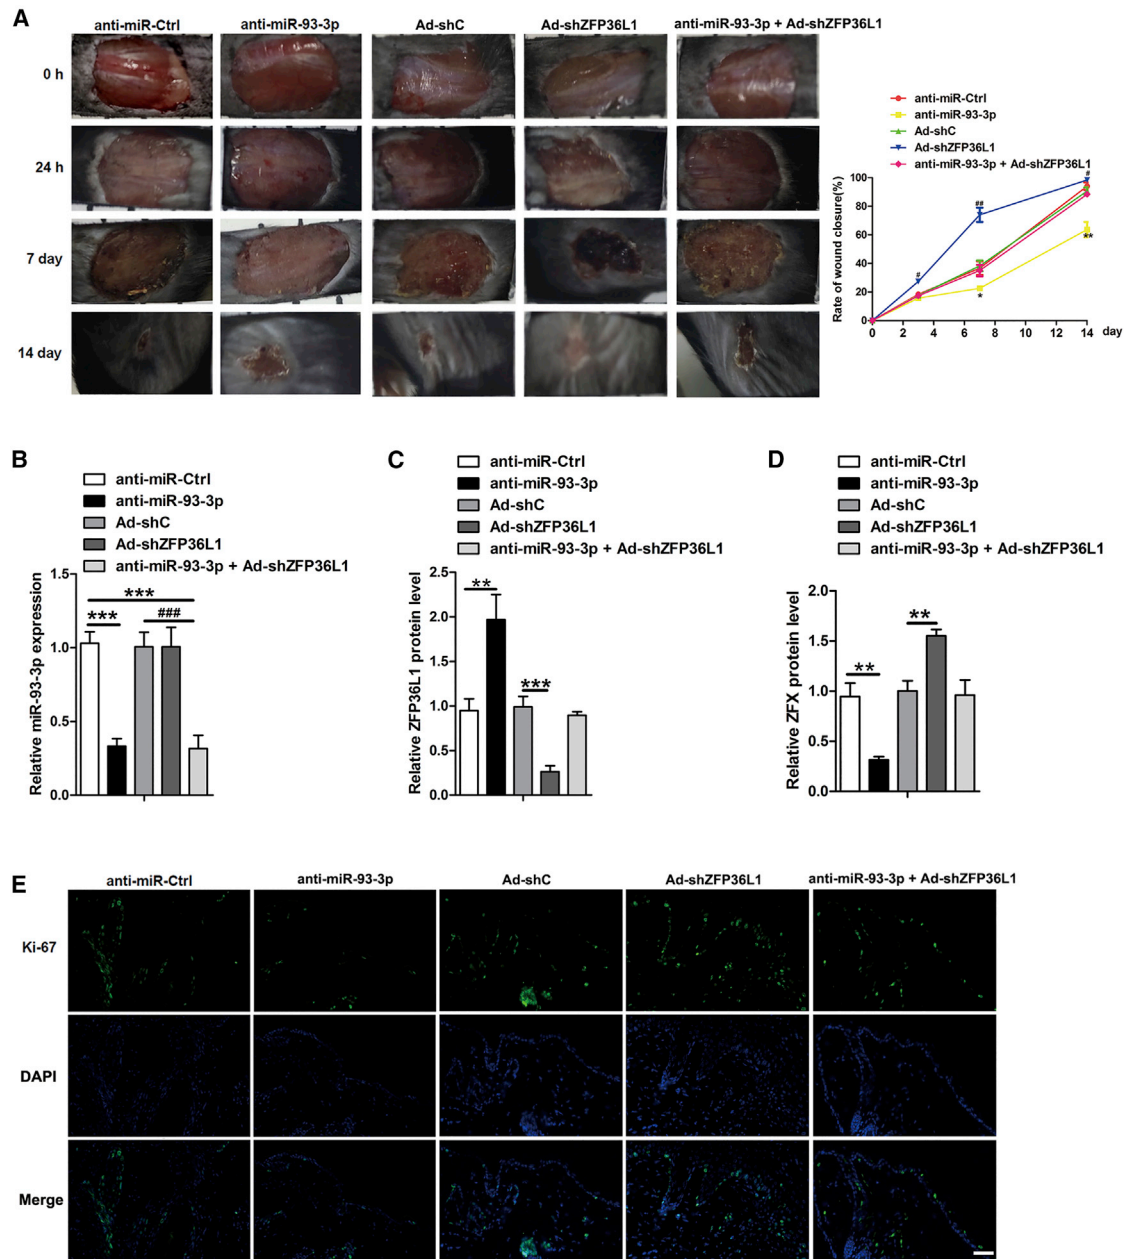 A
anti-miR-Ctrl
anti-miR-93-3p
Ad-shC
Ad-shZFP36L1
anti-miR-93-3p + Ad-shZFP36L1
0 h
24 h
7 day
14 day
anti-miR-Ctrl
anti-miR-93-3p
Ad-shC
Ad-shZFP36L1
anti-miR-93-3p + Ad-shZFP36L1
Rate of wound closure(%)
100
80
60
40
20
0
0 2 4 6 8 10 12 14 day
#
##
#
*
**
B
anti-miR-Ctrl
anti-miR-93-3p
Ad-shC
Ad-shZFP36L1
anti-miR-93-3p + Ad-shZFP36L1
Relative miR-93-3p expression
1.5
1.0
0.5
0.0
***
***
###
C
anti-miR-Ctrl
anti-miR-93-3p
Ad-shC
Ad-shZFP36L1
anti-miR-93-3p + Ad-shZFP36L1
Relative ZFP36L1 protein level
2.5
2.0
1.5
1.0
0.5
0.0
**
***
D
anti-miR-Ctrl
anti-miR-93-3p
Ad-shC
Ad-shZFP36L1
anti-miR-93-3p + Ad-shZFP36L1
Relative ZFX protein level
2.0
1.5
1.0
0.5
0.0
**
**
E
anti-miR-Ctrl
anti-miR-93-3p
Ad-shC
Ad-shZFP36L1
anti-miR-93-3p + Ad-shZFP36L1
Ki-67
DAPI
Merge